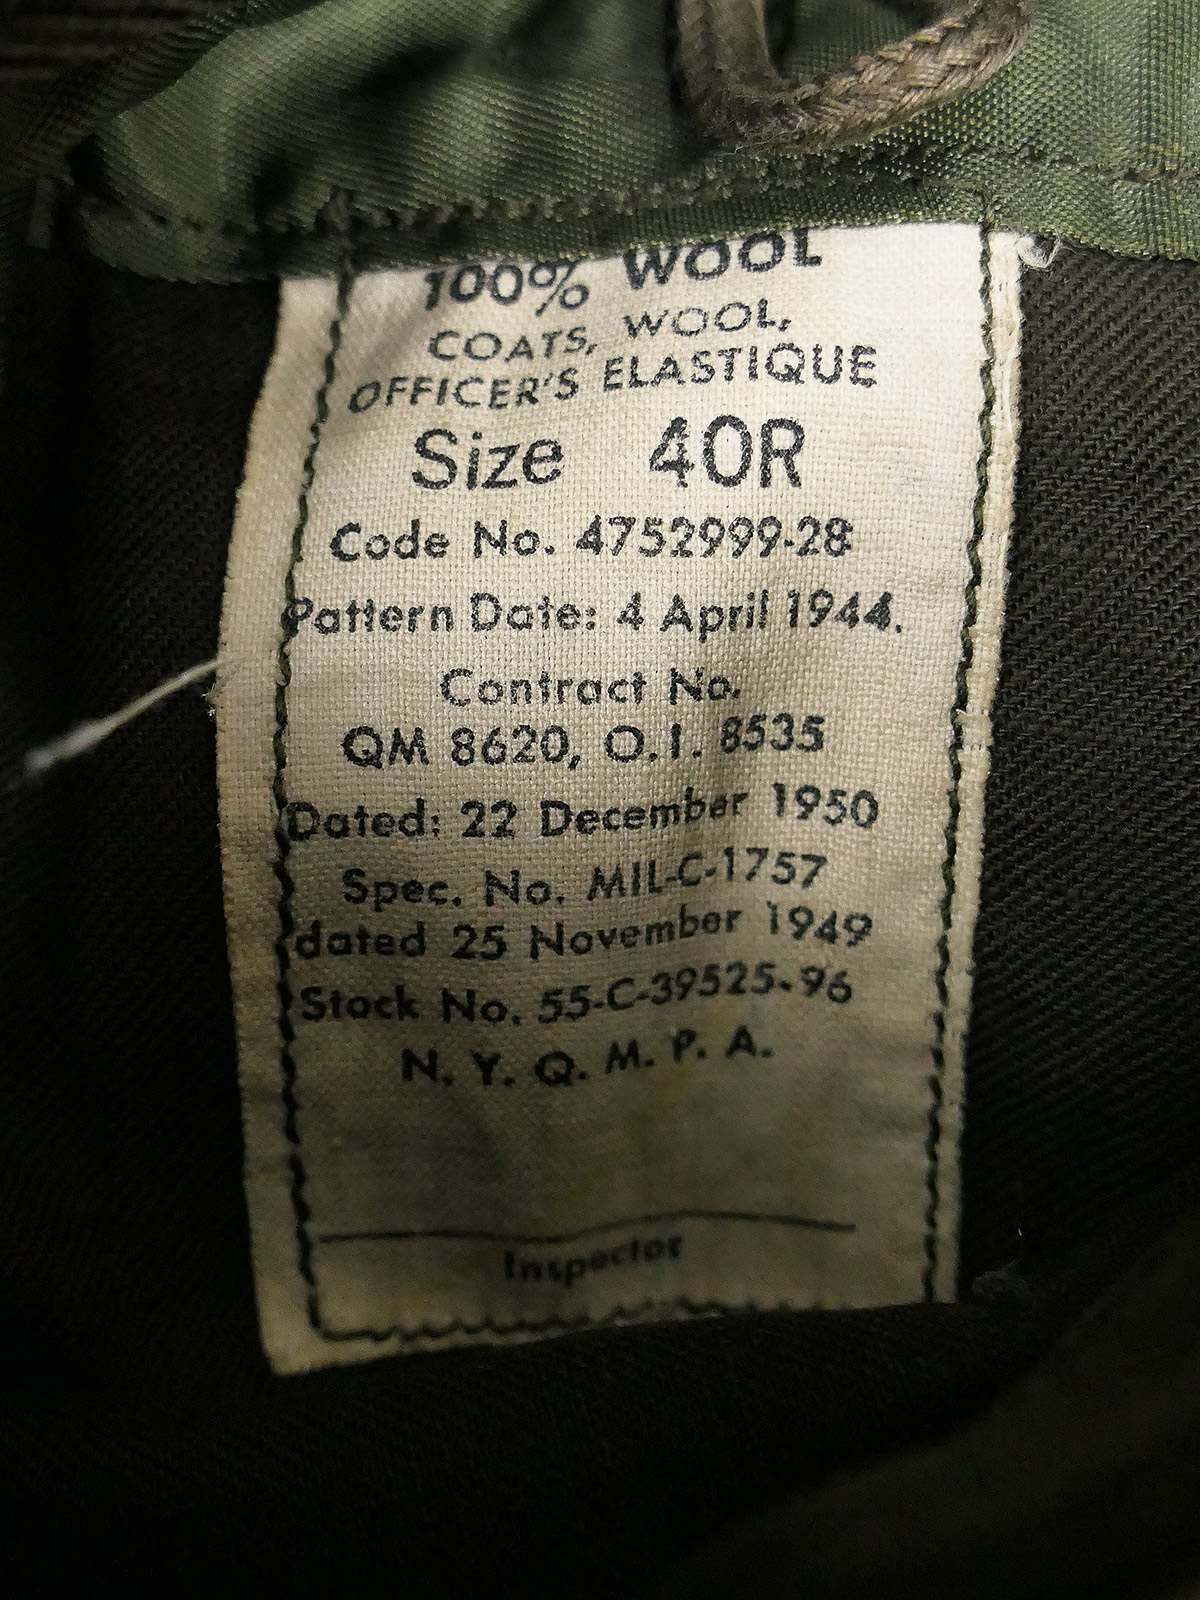 100% WOOL
COATS, WOOL,
OFFICER'S ELASTIQUE
Size 40R
Code No. 4752999-28
Pattern Date: 4 April 1944.
Contract No.
QM 8620, O.I. 8535
Dated: 22 December 1950
Spec. No. MIL-C-1757
dated 25 November 1949
Stock No. 55-C-39525-96
N. Y. Q. M. P. A.
Inspector